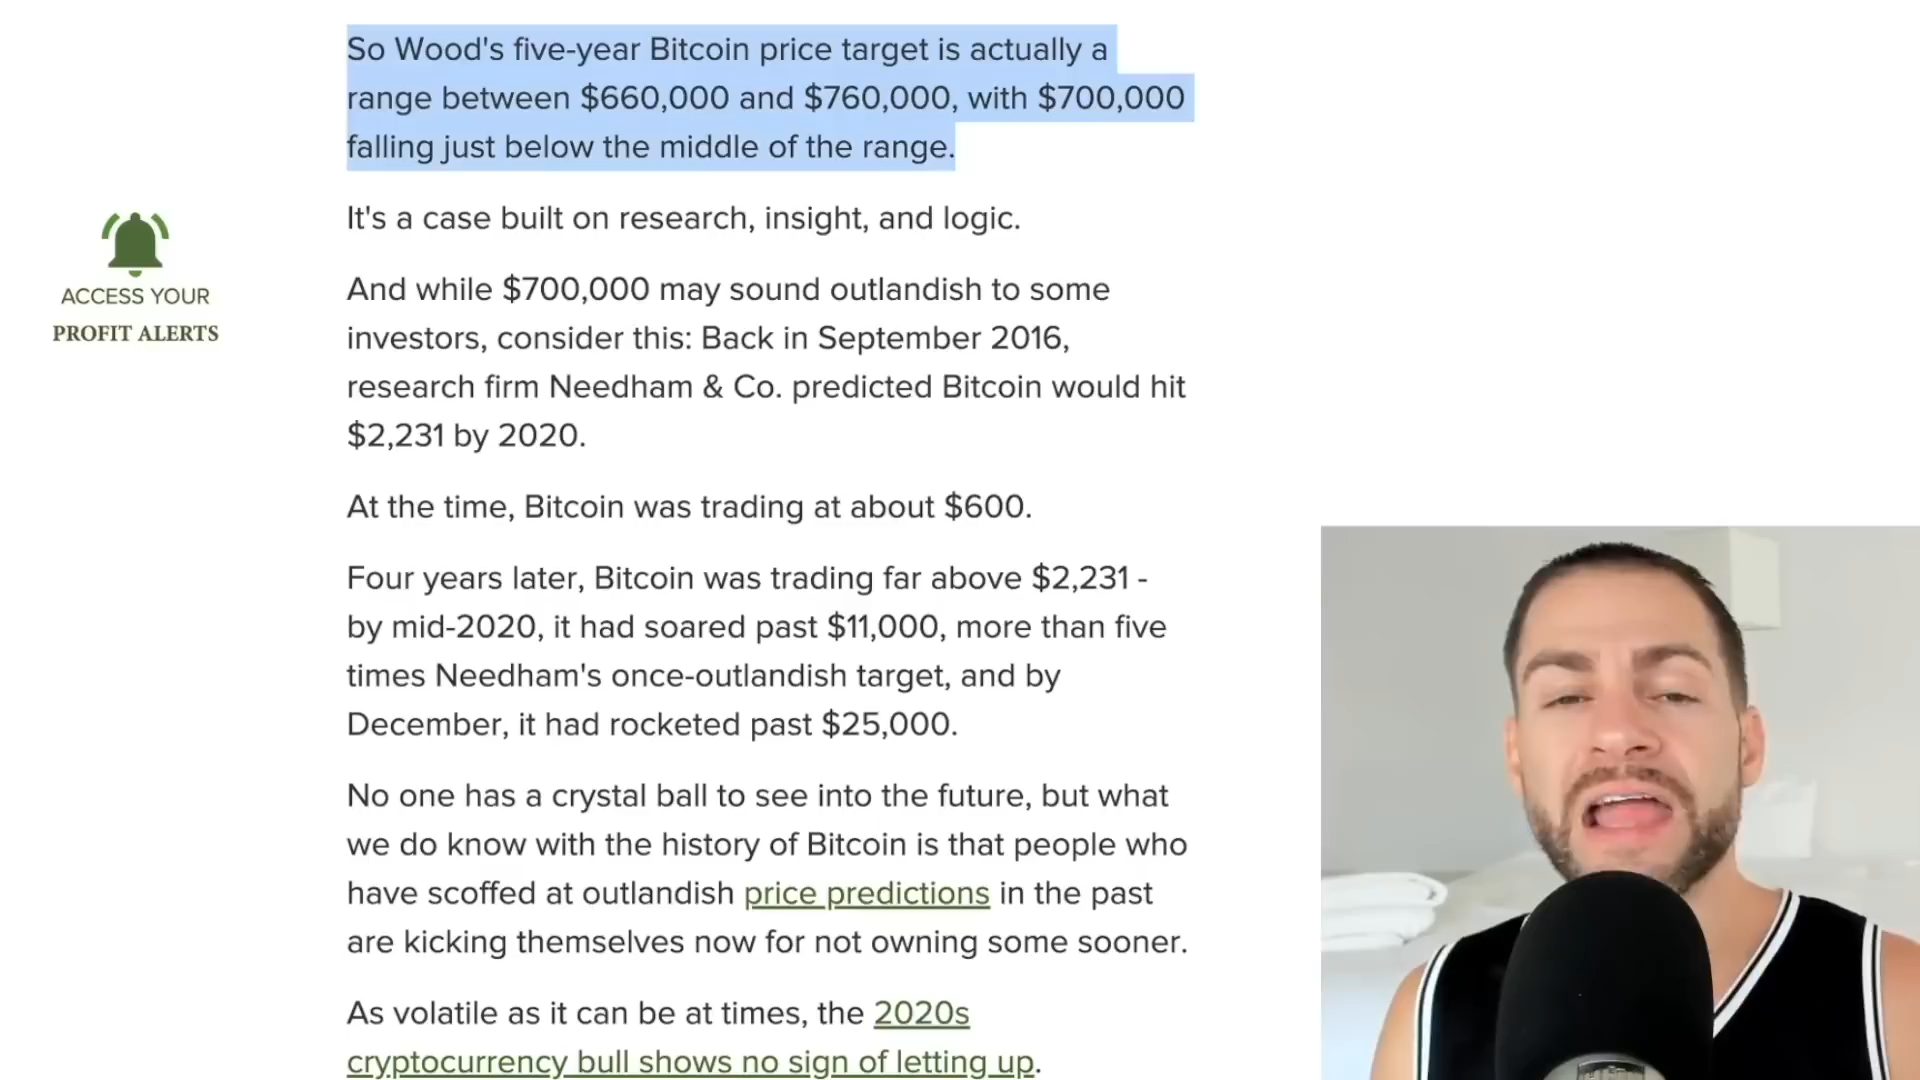 So Wood's five-year Bitcoin price target is actually a
range between $660,000 and $760,000, with $700,000
falling just below the middle of the range.
It's a case built on research, insight, and logic.
ACCESS YOUR
PROFIT ALERTS
And while $700,000 may sound outlandish to some
investors, consider this: Back in September 2016,
research firm Needham & Co. predicted Bitcoin would hit
$2,231 by 2020.
At the time, Bitcoin was trading at about $600.
Four years later, Bitcoin was trading far above $2,231 -
by mid-2020, it had soared past $11,000, more than five
times Needham's once-outlandish target, and by
December, it had rocketed past $25,000.
No one has a crystal ball to see into the future, but what
we do know with the history of Bitcoin is that people who
have scoffed at outlandish price predictions in the past
are kicking themselves now for not owning some sooner.
As volatile as it can be at times, the 2020s
cryptocurrency bull shows no sign of letting up.